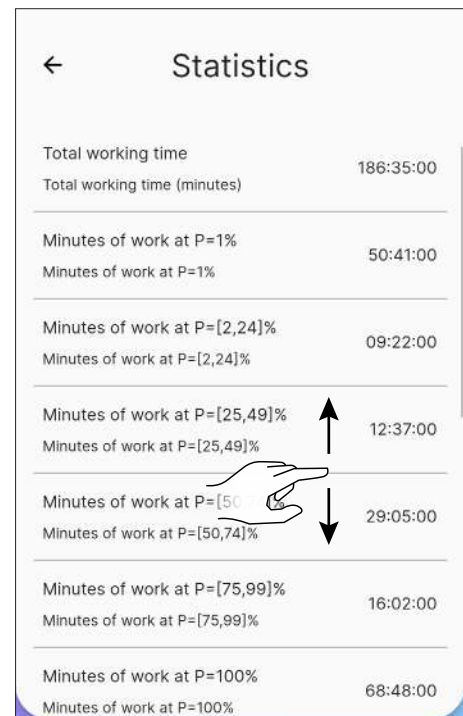 Statistics
Total working time
186:35:00
Total working time (minutes)
Minutes of work at P=1%
50:41:00
Minutes of work at P=1%
Minutes of work at P=[2,24]%
09:22:00
Minutes of work at P=[2,24]%
Minutes of work at P=[25,49]%
12:37:00
Minutes of work at P=[25,49]%
Minutes of work at P=[50 %
29:05:00
Minutes of work at P=[50,74]%
Minutes of work at P=[75,99]%
16:02:00
Minutes of work at P=[75,99]%
Minutes of work at P=100%
68:48:00
Minutes of work at P=100%